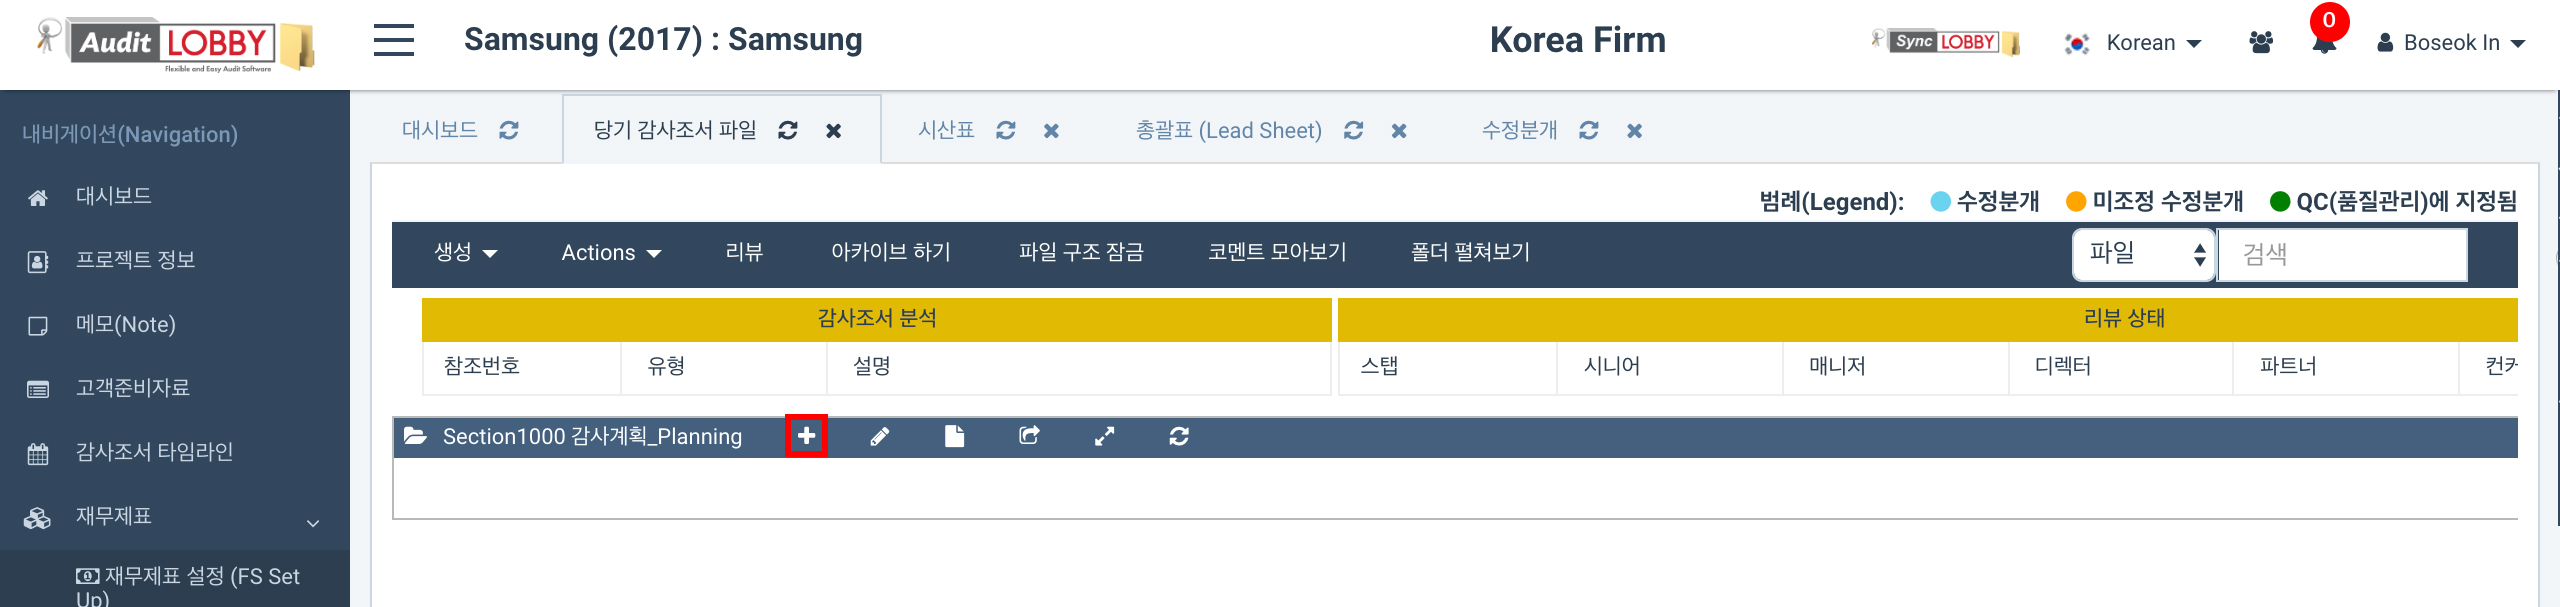 Audit LOBBY
Flexible and Easy Audit Software
Samsung (2017) : Samsung
Korea Firm
Sync LOBBY
Korean
0
Boseok In
내비게이션(Navigation)
대시보드
프로젝트 정보
메모(Note)
고객준비자료
감사조서 타임라인
재무제표
재무제표 설정 (FS Set
Up)
대시보드
당기 감사조서 파일
시산표
총괄표 (Lead Sheet)
수정분개
범례(Legend): 수정분개 미조정 수정분개 QC(품질관리)에 지정됨
생성 Actions 리뷰 아카이브 하기 파일 구조 잠금 코멘트 모아보기 폴더 펼쳐보기 파일 검색
감사조서 분석 리뷰 상태
참조번호 유형 설명 스탭 시니어 매니저 디렉터 파트너
Section1000 감사계획_Planning